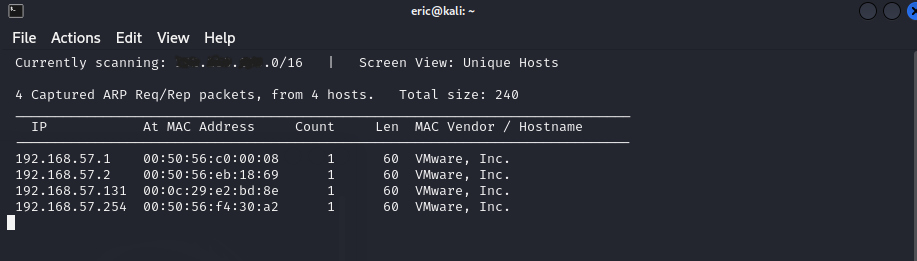 eric@kali: ~
File Actions Edit View Help
Currently scanning: .0/16 | Screen View: Unique Hosts
4 Captured ARP Req/Rep packets, from 4 hosts. Total size: 240
IP At MAC Address Count Len MAC Vendor / Hostname
192.168.57.1 00:50:56:c0:00:08 1 60 VMware, Inc.
192.168.57.2 00:50:56:eb:18:69 1 60 VMware, Inc.
192.168.57.131 00:0c:29:e2:bd:8e 1 60 VMware, Inc.
192.168.57.254 00:50:56:f4:30:a2 1 60 VMware, Inc.